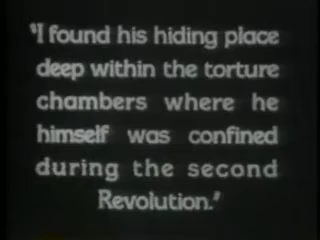 "I found his hiding place
deep within the torture
chambers where he
himself was confined
during the second
Revolution."